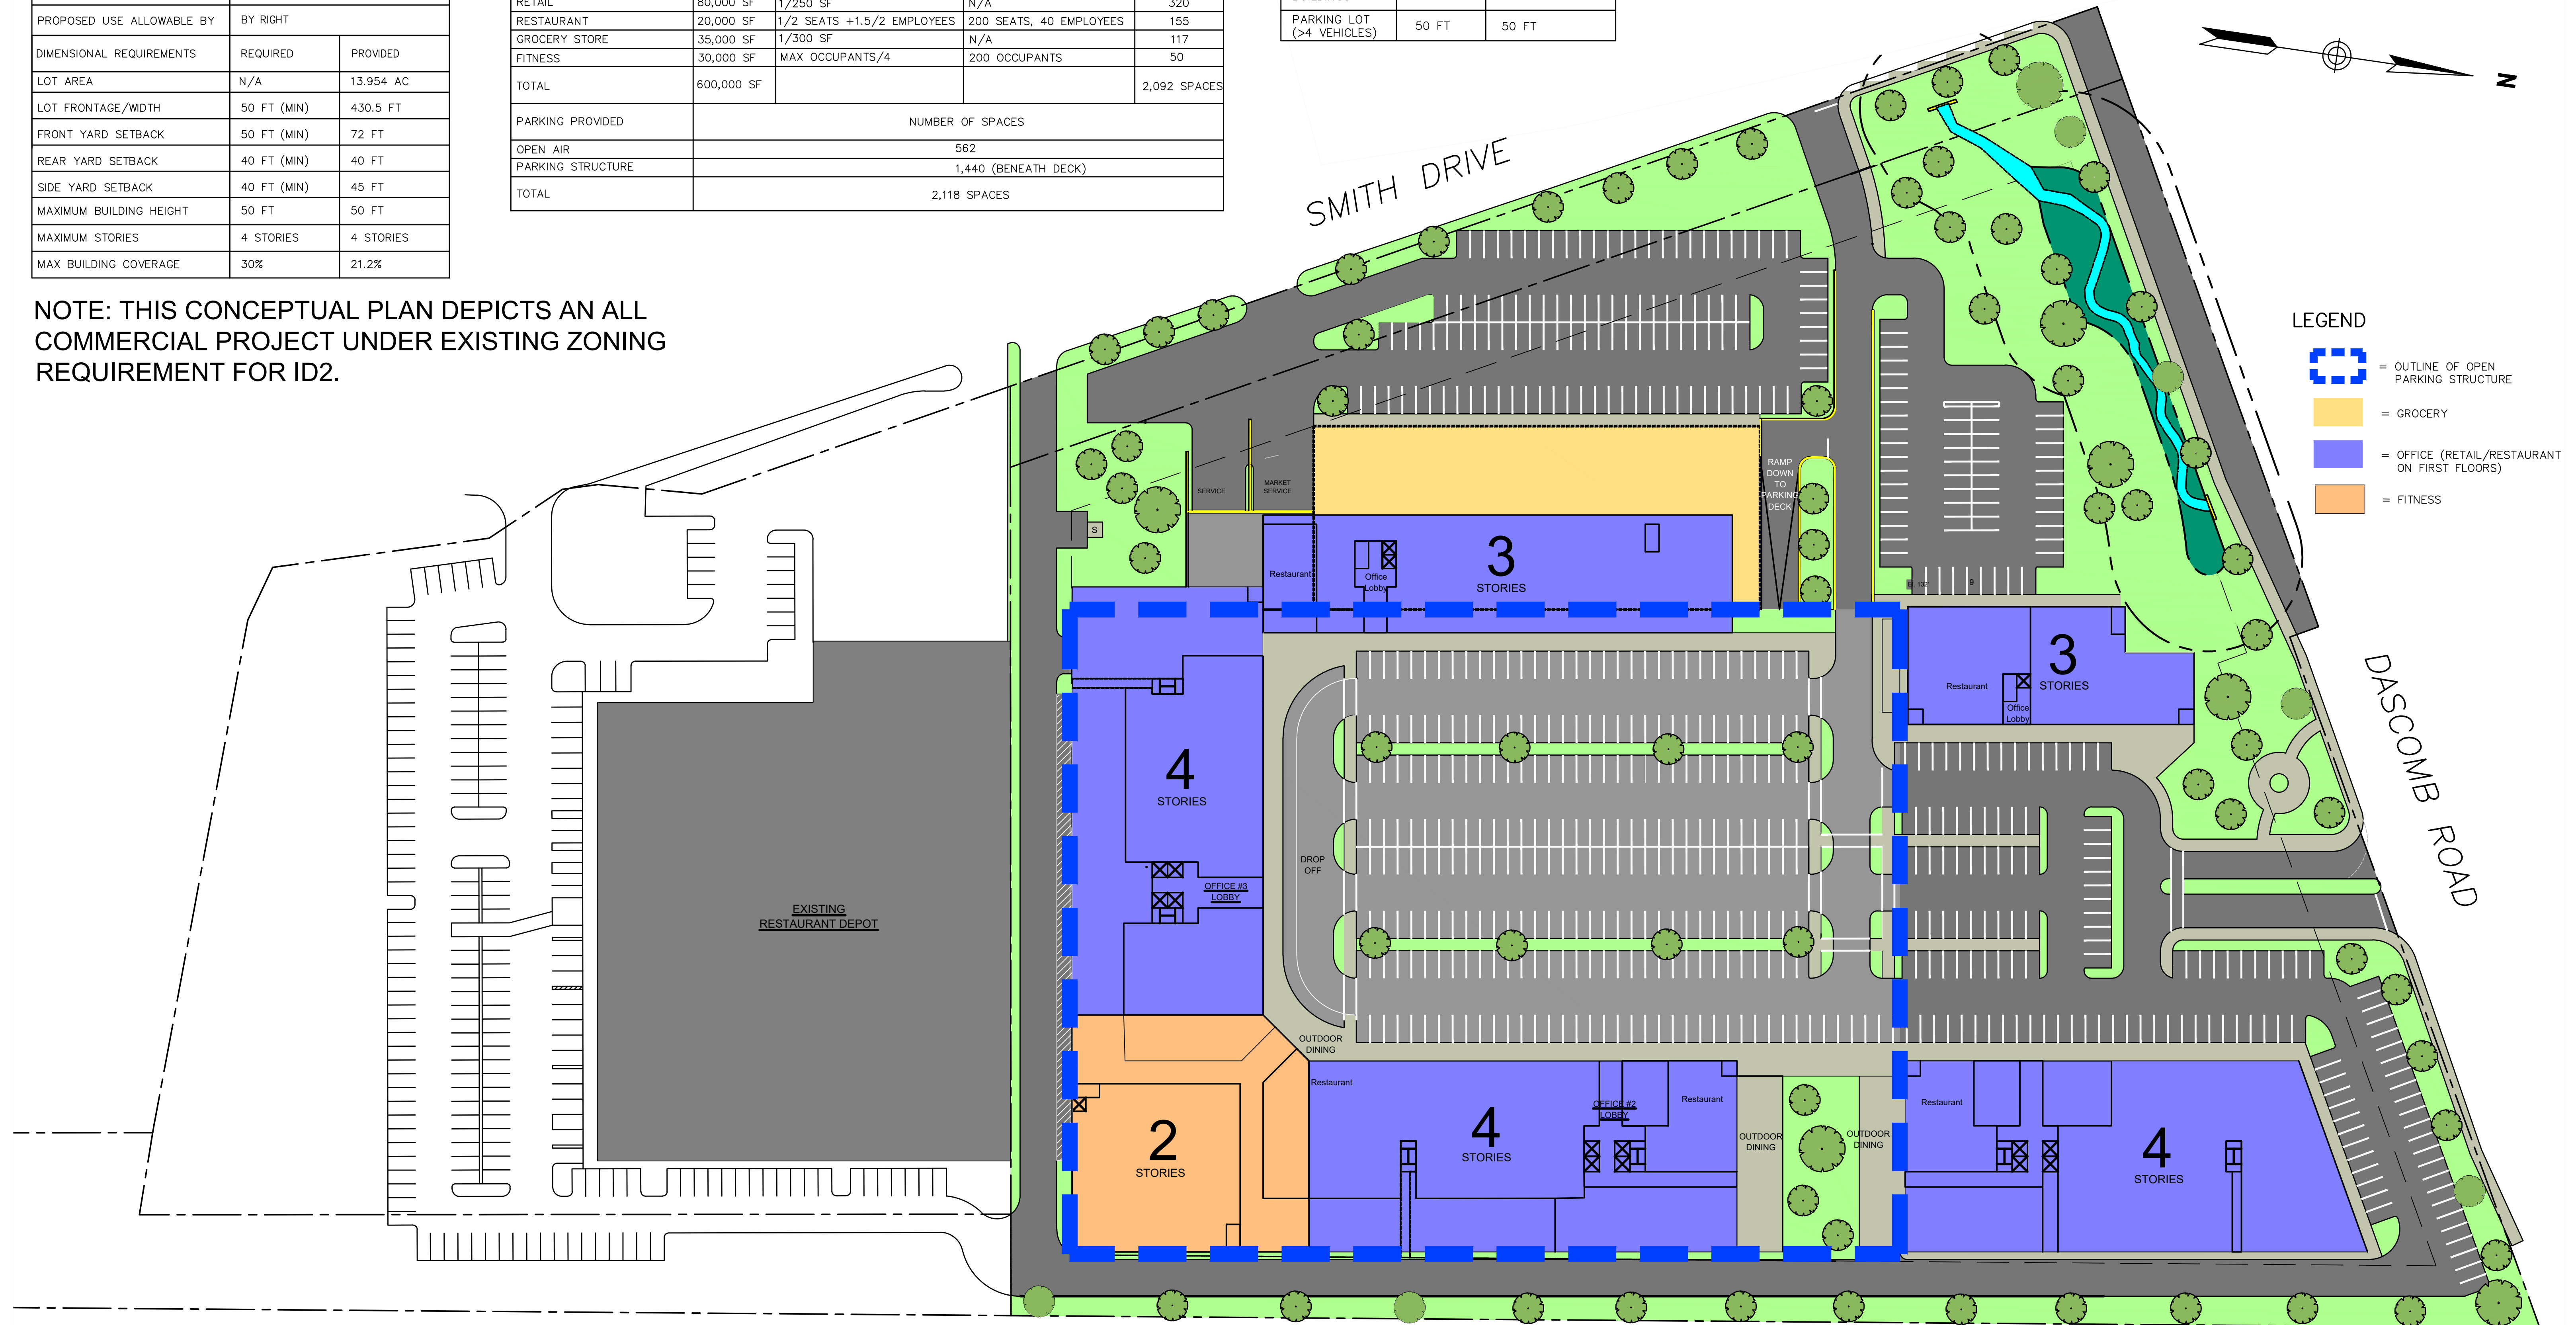 PROPOSED USE ALLOWABLE BY BY RIGHT
DIMENSIONAL REQUIREMENTS REQUIRED PROVIDED
LOT AREA N/A 13.954 AC
LOT FRONTAGE/WIDTH 50 FT (MIN) 430.5 FT
FRONT YARD SETBACK 50 FT (MIN) 72 FT
REAR YARD SETBACK 40 FT (MIN) 40 FT
SIDE YARD SETBACK 40 FT (MIN) 45 FT
MAXIMUM BUILDING HEIGHT 50 FT 50 FT
MAXIMUM STORIES 4 STORIES 4 STORIES
MAX BUILDING COVERAGE 30% 21.2%
RETAIL 80,000 SF 1/250 SF N/A 320
RESTAURANT 20,000 SF 1/2 SEATS +1.5/2 EMPLOYEES 200 SEATS, 40 EMPLOYEES 155
GROCERY STORE 35,000 SF 1/300 SF N/A 117
FITNESS 30,000 SF MAX OCCUPANTS/4 200 OCCUPANTS 50
TOTAL 600,000 SF 2,092 SPACES
PARKING PROVIDED NUMBER OF SPACES
OPEN AIR 562
PARKING STRUCTURE 1,440 (BENEATH DECK)
TOTAL 2,118 SPACES
PARKING LOT
(>4 VEHICLES) 50 FT 50 FT
NOTE: THIS CONCEPTUAL PLAN DEPICTS AN ALL
COMMERCIAL PROJECT UNDER EXISTING ZONING
REQUIREMENT FOR ID2.
N
SMITH DRIVE
LEGEND
= OUTLINE OF OPEN
PARKING STRUCTURE
= GROCERY
= OFFICE (RETAIL/RESTAURANT
ON FIRST FLOORS)
= FITNESS
SERVICE
MARKET
SERVICE
RAMP
DOWN
TO
PARKING
DECK
S
Restaurant
Office
Lobby
3
STORIES
9
3
STORIES
Restaurant
Office
Lobby
DASCOMB ROAD
4
STORIES
OFFICE #3
LOBBY
DROP
OFF
EXISTING
RESTAURANT DEPOT
OUTDOOR
DINING
2
STORIES
Restaurant
4
STORIES
OFFICE #2
LOBBY
Restaurant
OUTDOOR
DINING
OUTDOOR
DINING
Restaurant
4
STORIES